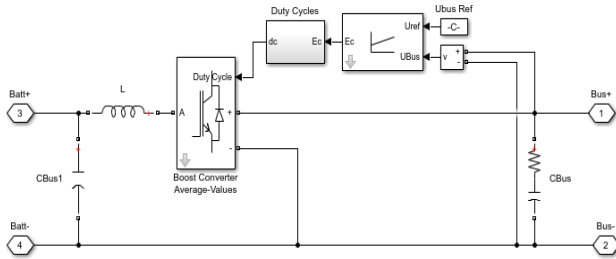 Duty Cycles
Ubus Ref
dc
Ec
Ec
Uref
UBus
-C-
v
+
-
Batt+
3
L
+
A
Duty Cycle
+
-
Boost Converter
Average-Values
Bus+
1
CBus1
+
CBus
+
Batt-
4
Bus-
2